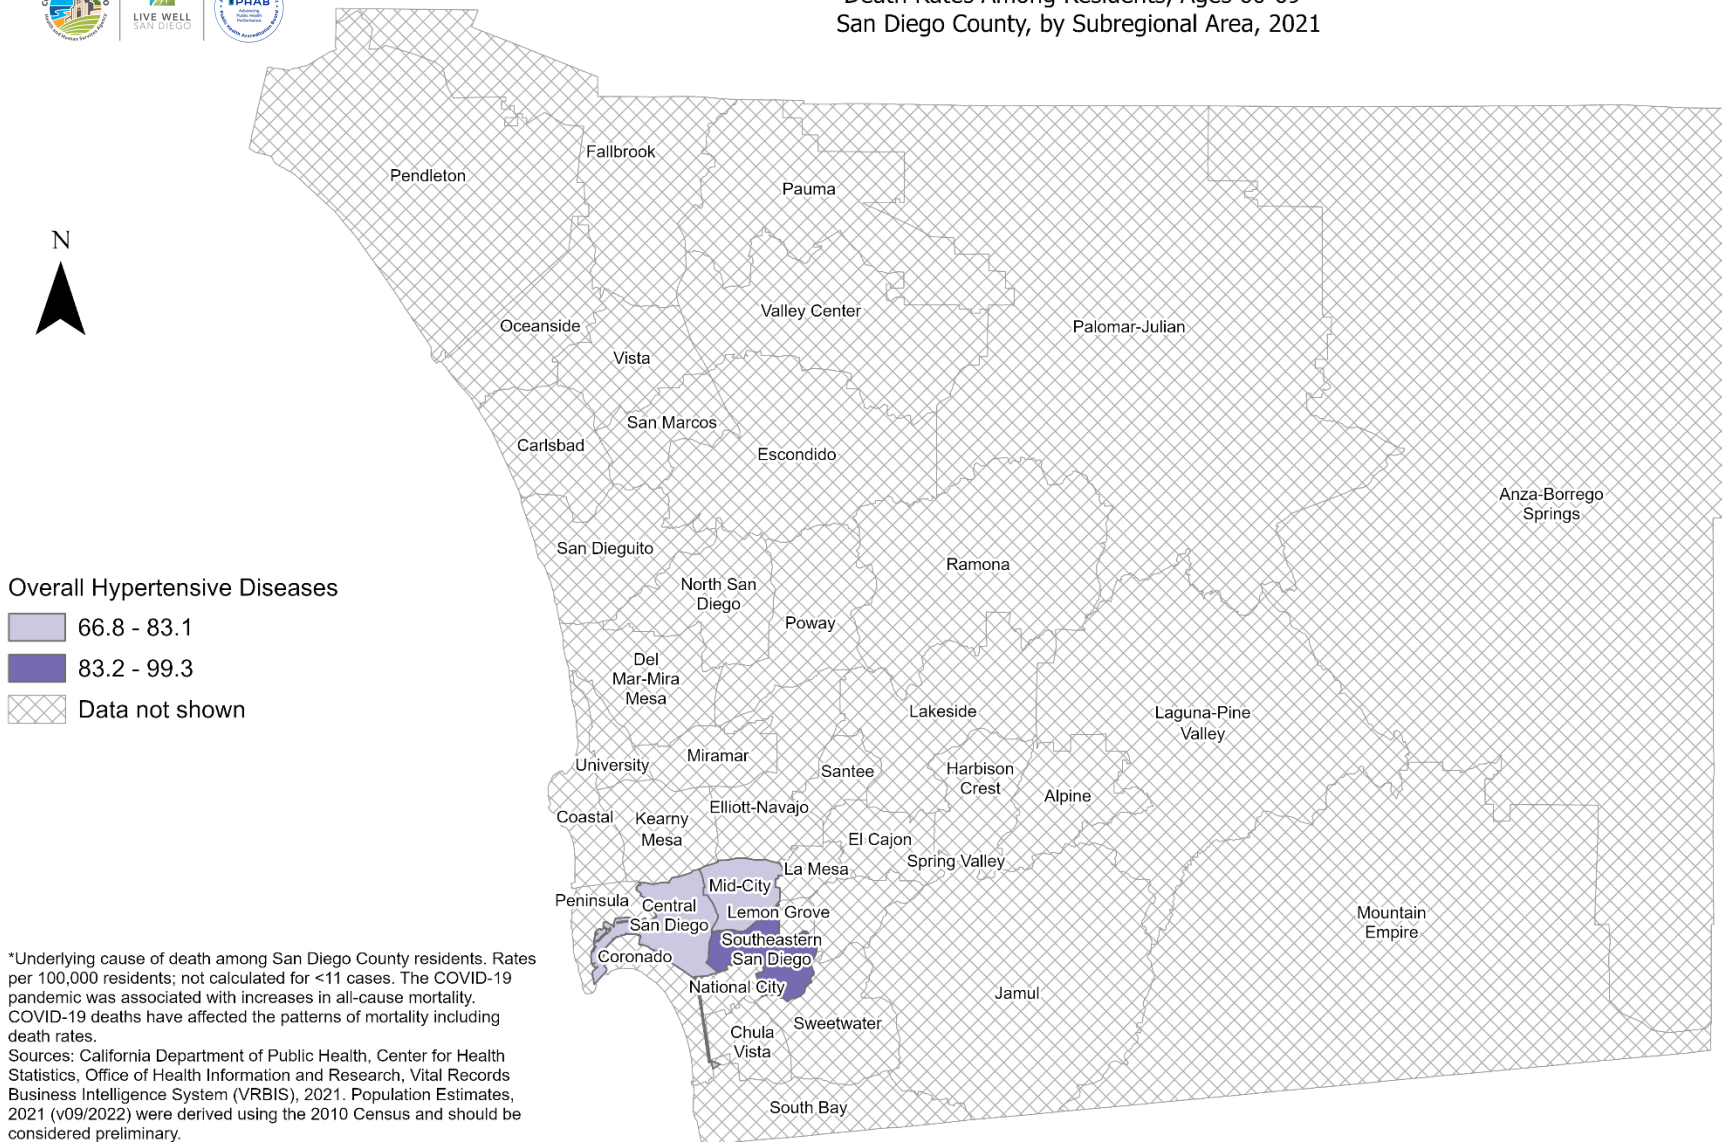 PHAB
Advancing
Public Health
Performance
LIVE WELL
SAN DIEGO
San Diego County, by Subregional Area, 2021
Fallbrook
Pendleton
Pauma
N
Valley Center
Oceanside
Palomar-Julian
Vista
San Marcos
Carlsbad
Escondido
Anza-Borrego
Springs
San Dieguito
Ramona
North San
Diego
Poway
Overall Hypertensive Diseases
66.8 - 83.1
83.2 - 99.3
Data not shown
Del
Mar-Mira
Mesa
Lakeside
Laguna-Pine
Valley
Miramar
University
Santee
Harbison
Crest
Alpine
Elliott-Navajo
Coastal
Kearny
Mesa
El Cajon
Spring Valley
La Mesa
Mid-City
Peninsula
Central
San Diego
Lemon Grove
Mountain
Empire
Southeastern
San Diego
Coronado
National City
Jamul
Sweetwater
Chula
Vista
South Bay
*Underlying cause of death among San Diego County residents. Rates
per 100,000 residents; not calculated for <11 cases. The COVID-19
pandemic was associated with increases in all-cause mortality.
COVID-19 deaths have affected the patterns of mortality including
death rates.
Sources: California Department of Public Health, Center for Health
Statistics, Office of Health Information and Research, Vital Records
Business Intelligence System (VRBIS), 2021. Population Estimates,
2021 (v09/2022) were derived using the 2010 Census and should be
considered preliminary.